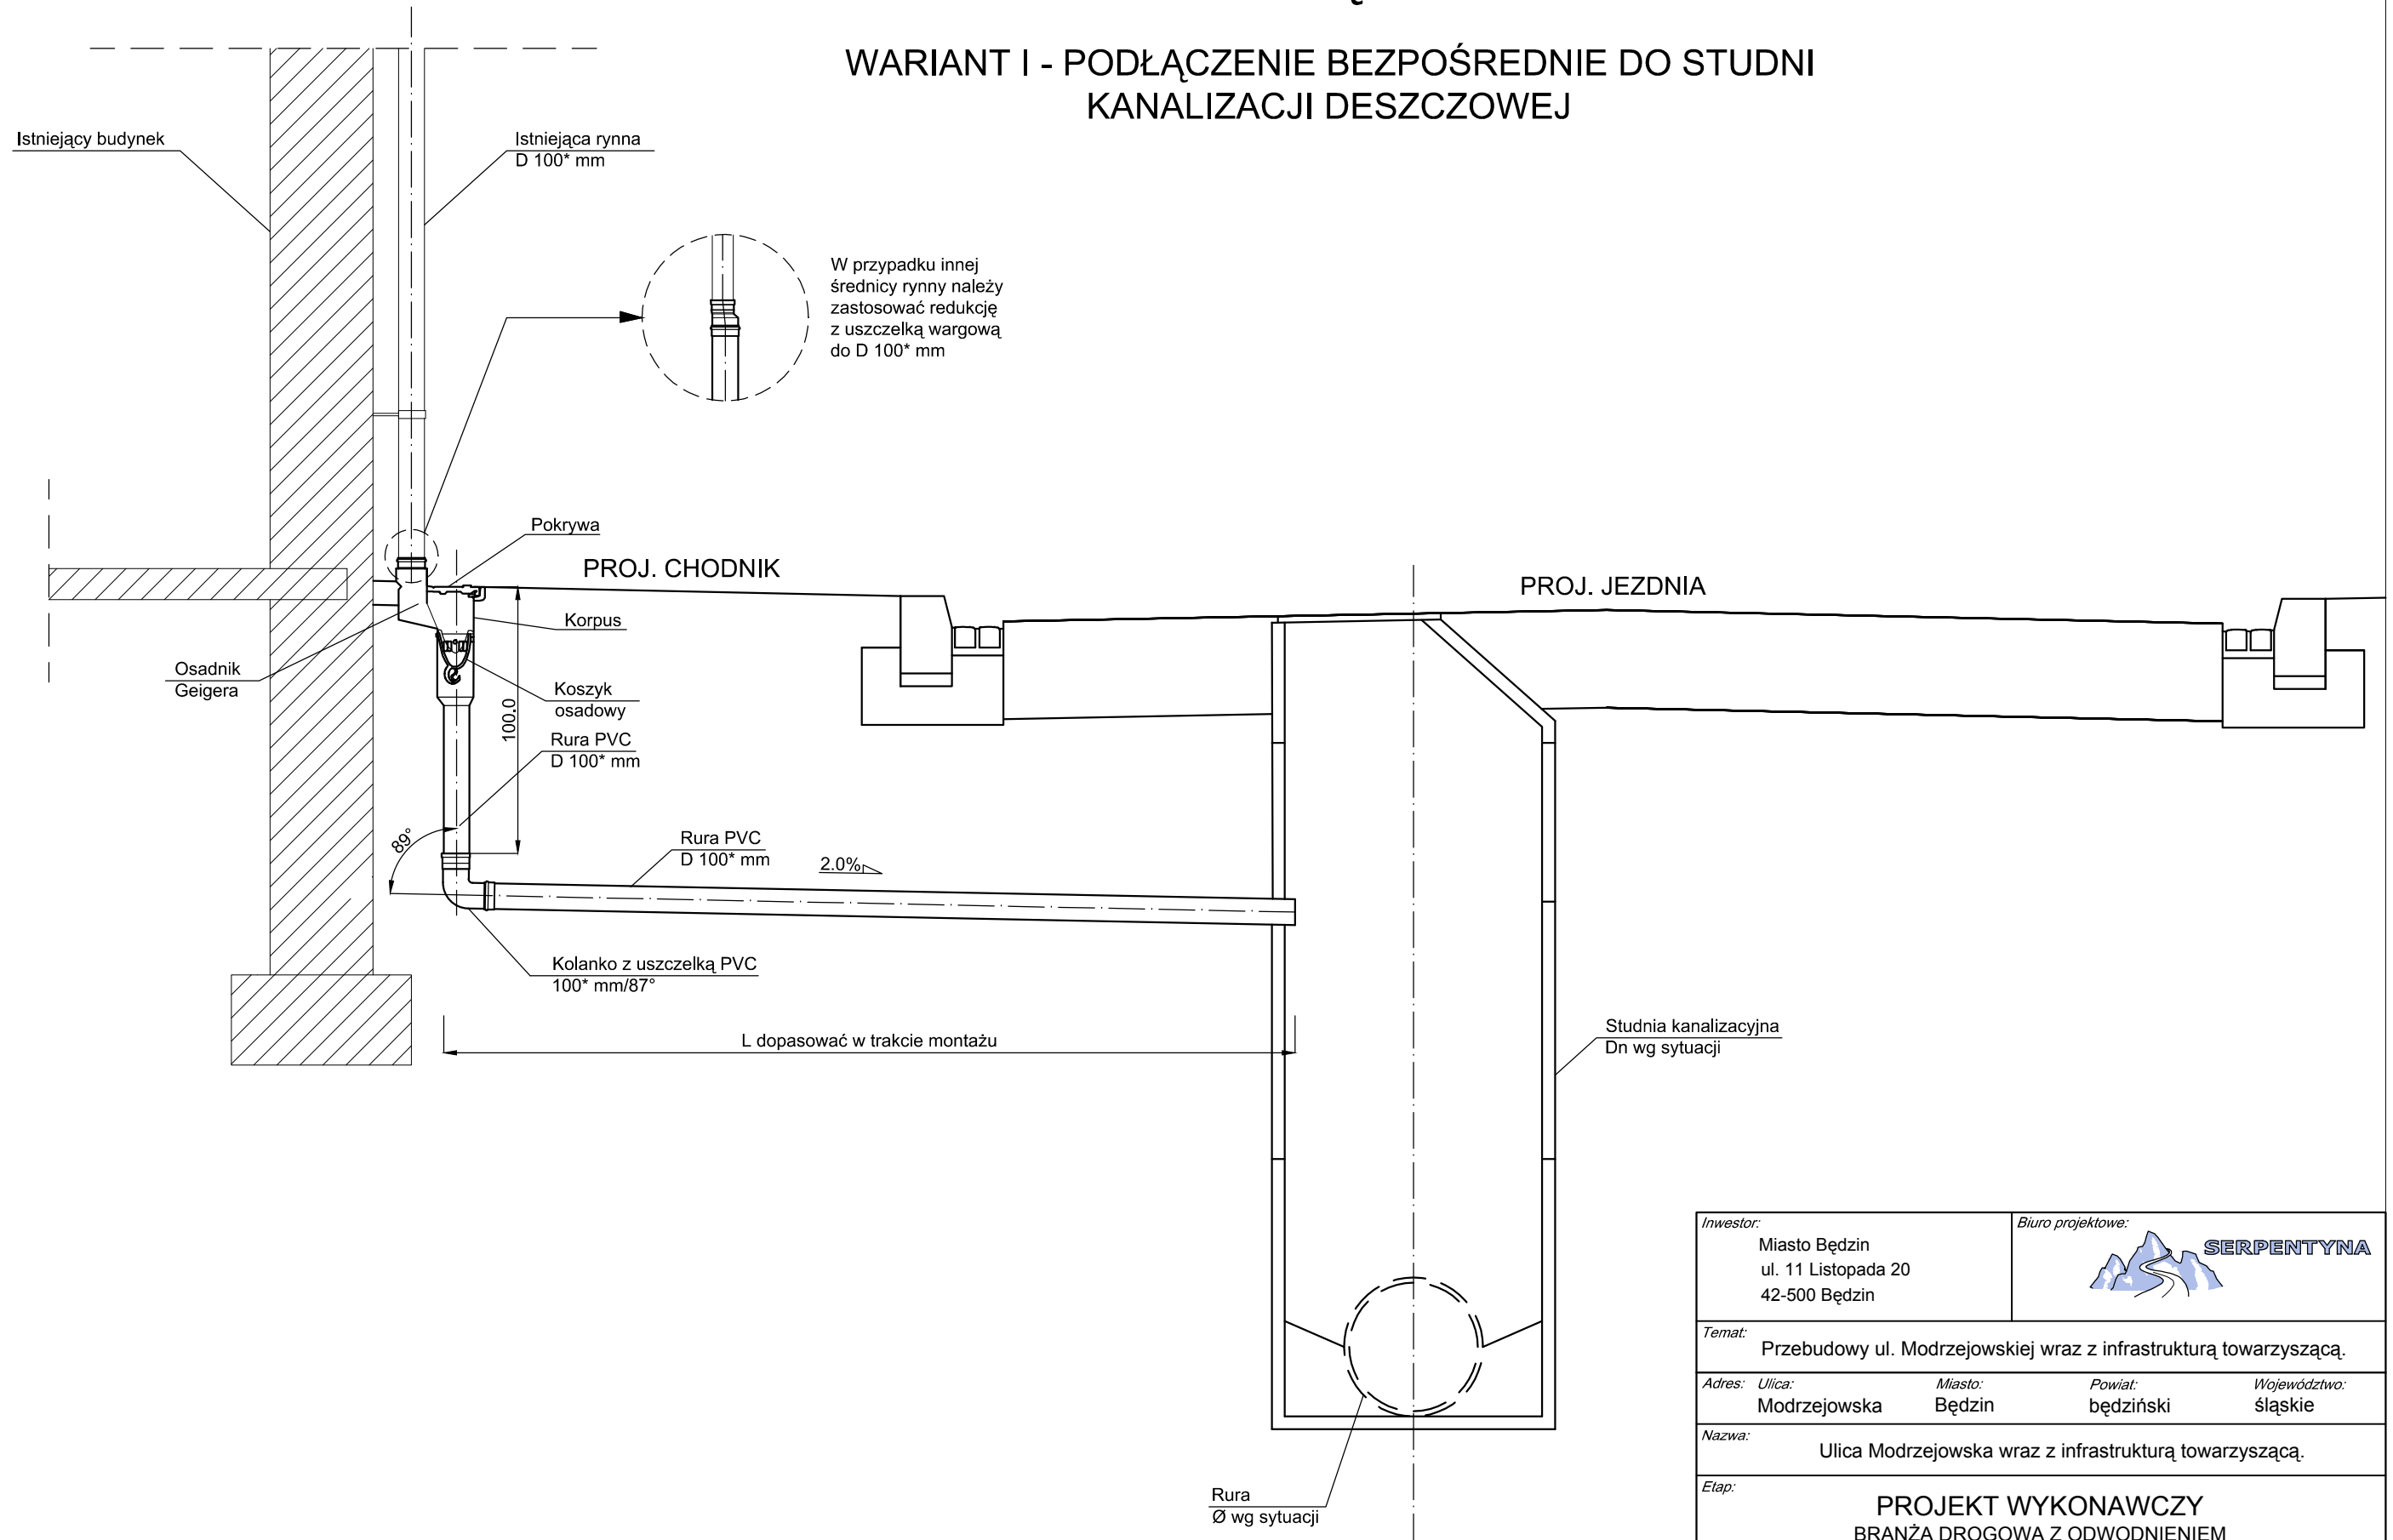 WARIANT I - PODŁĄCZENIE BEZPOŚREDNIE DO STUDNI
KANALIZACJI DESZCZOWEJ
Istniejący budynek
Istniejąca rynna
D 100* mm
W przypadku innej
średnicy rynny należy
zastosować redukcję
z uszczelką wargową
do D 100* mm
Pokrywa
PROJ. CHODNIK
PROJ. JEZDNIA
Korpus
Osadnik
Geigera
Koszyk
osadowy
100.0
Rura PVC
D 100* mm
89°
Rura PVC
D 100* mm
2.0%
Kolanko z uszczelką PVC
100* mm/87°
L dopasować w trakcie montażu
Studnia kanalizacyjna
Dn wg sytuacji
Rura
Ø wg sytuacji
Inwestor:
Miasto Będzin
ul. 11 Listopada 20
42-500 Będzin
Biuro projektowe:
SERPENTYNA
Temat:
Przebudowy ul. Modrzejowskiej wraz z infrastrukturą towarzyszącą.
Adres: Ulica: Miasto: Powiat: Województwo:
Modrzejowska Będzin będziński śląskie
Nazwa:
Ulica Modrzejowska wraz z infrastrukturą towarzyszącą.
Etap:
PROJEKT WYKONAWCZY
BRANŻA DROGOWA Z ODWODNIENIEM